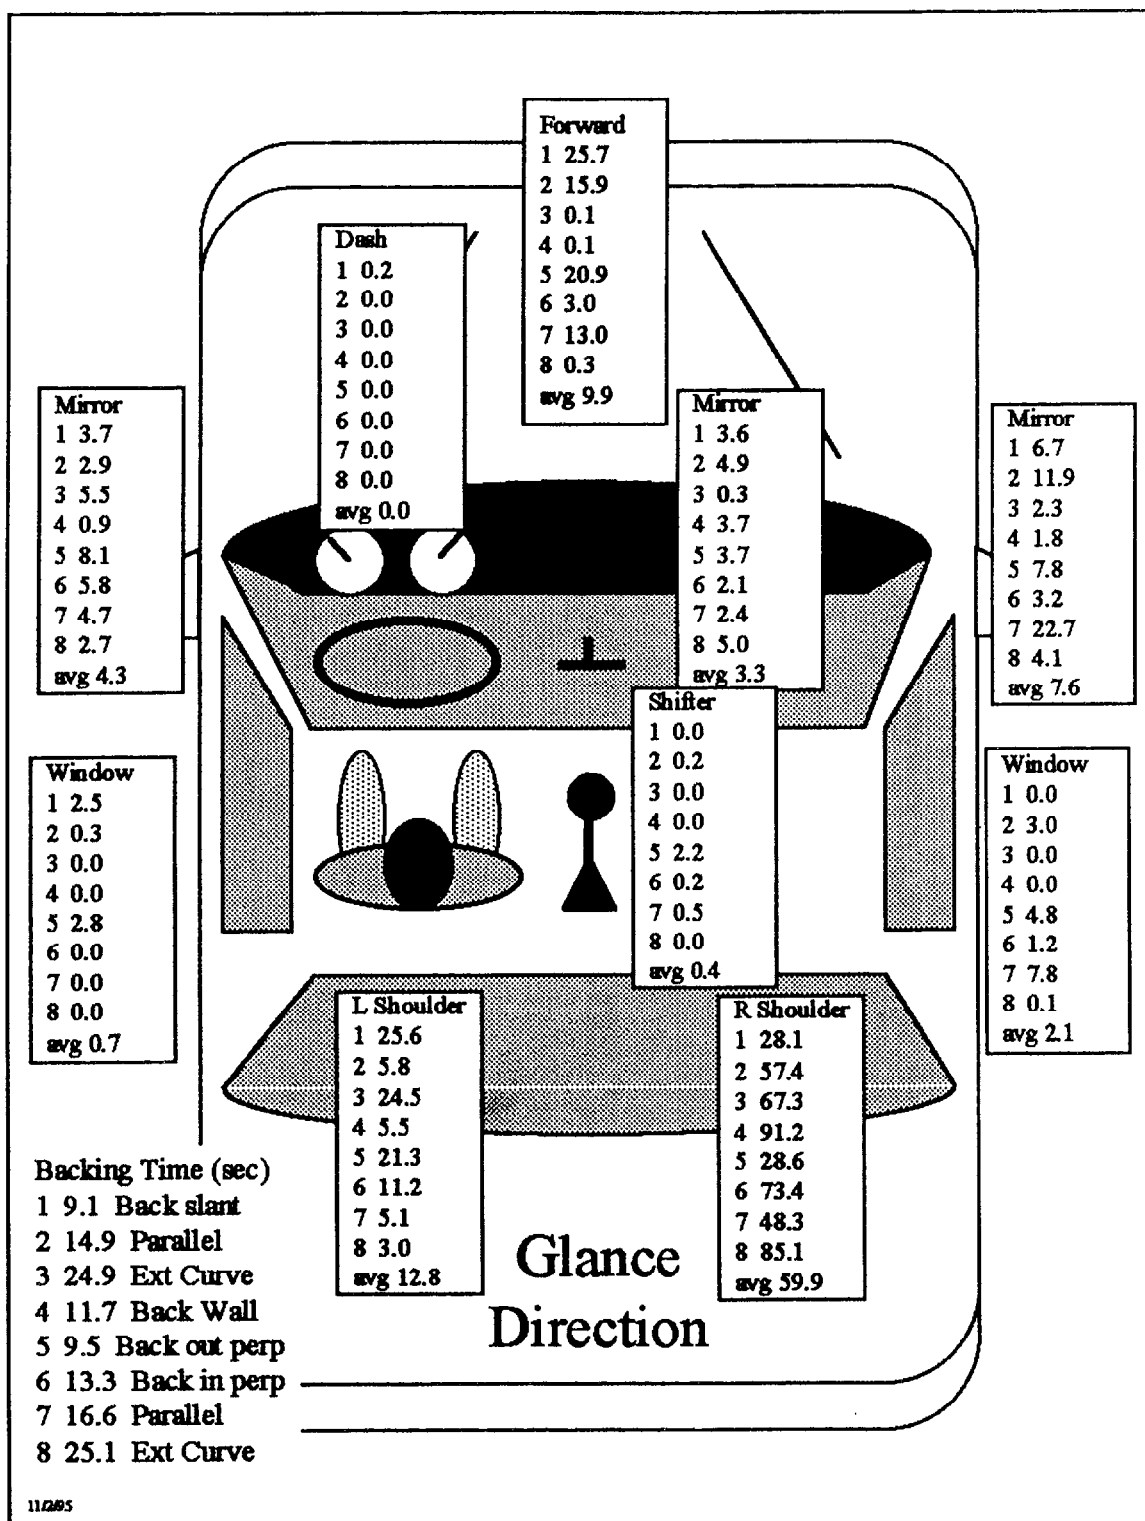 Forward
1 25.7
2 15.9
3 0.1
4 0.1
5 20.9
6 3.0
7 13.0
8 0.3
avg 9.9
Dash
1 0.2
2 0.0
3 0.0
4 0.0
5 0.0
6 0.0
7 0.0
8 0.0
avg 0.0
Mirror
1 3.7
2 2.9
3 5.5
4 0.9
5 8.1
6 5.8
7 4.7
8 2.7
avg 4.3
Mirror
1 3.6
2 4.9
3 0.3
4 3.7
5 3.7
6 2.1
7 2.4
8 5.0
avg 3.3
Mirror
1 6.7
2 11.9
3 2.3
4 1.8
5 7.8
6 3.2
7 22.7
8 4.1
avg 7.6
Shifter
1 0.0
2 0.2
3 0.0
4 0.0
5 2.2
6 0.2
7 0.5
8 0.0
avg 0.4
Window
1 2.5
2 0.3
3 0.0
4 0.0
5 2.8
6 0.0
7 0.0
8 0.0
avg 0.7
Window
1 0.0
2 3.0
3 0.0
4 0.0
5 4.8
6 1.2
7 7.8
8 0.1
avg 2.1
L Shoulder
1 25.6
2 5.8
3 24.5
4 5.5
5 21.3
6 11.2
7 5.1
8 3.0
avg 12.8
R Shoulder
1 28.1
2 57.4
3 67.3
4 91.2
5 28.6
6 73.4
7 48.3
8 85.1
avg 59.9
Backing Time (sec)
1 9.1 Back slant
2 14.9 Parallel
3 24.9 Ext Curve
4 11.7 Back Wall
5 9.5 Back out perp
6 13.3 Back in perp
7 16.6 Parallel
8 25.1 Ext Curve
Glance
Direction
11/2/95